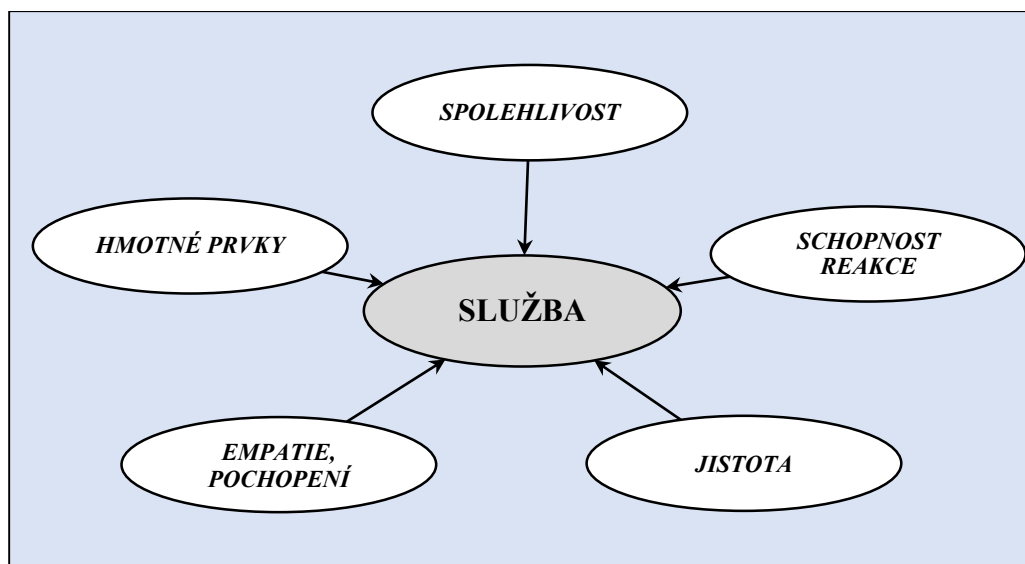 SPOLEHLIVOST
HMOTNÉ PRVKY
SCHOPNOST
REAKCE
SLUŽBA
EMPATIE,
POCHOPENÍ
JISTOTA